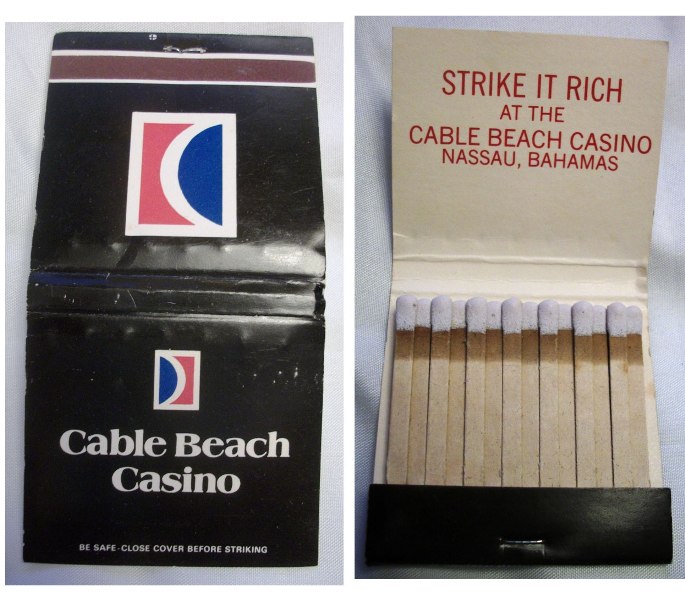 Cable Beach
Casino
BE SAFE-CLOSE COVER BEFORE STRIKING
STRIKE IT RICH
AT THE
CABLE BEACH CASINO
NASSAU, BAHAMAS